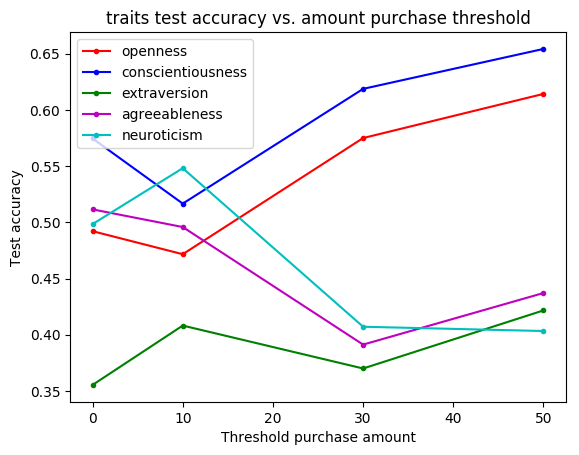 traits test accuracy vs. amount purchase threshold
openness
conscientiousness
extraversion
agreeableness
neuroticism
Test accuracy
0.65
0.60
0.55
0.50
0.45
0.40
0.35
0 10 20 30 40 50
Threshold purchase amount